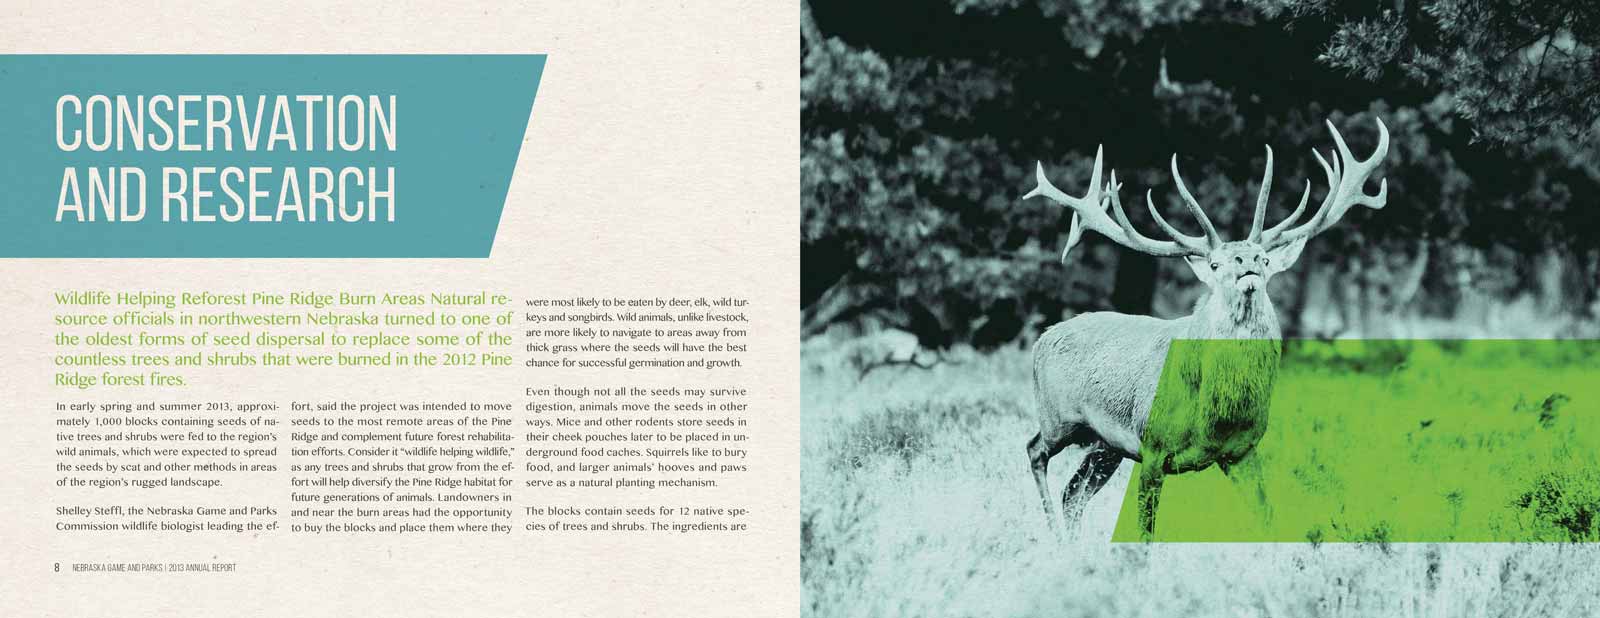 CONSERVATION
AND RESEARCH
Wildlife Helping Reforest Pine Ridge Burn Areas Natural re-
source officials in northwestern Nebraska turned to one of
the oldest forms of seed dispersal to replace some of the
countless trees and shrubs that were burned in the 2012 Pine
Ridge forest fires.
In early spring and summer 2013, approxi-
mately 1,000 blocks containing seeds of na-
tive trees and shrubs were fed to the region's
wild animals, which were expected to spread
the seeds by scat and other methods in areas
of the region's rugged landscape.
Shelley Steffl, the Nebraska Game and Parks
Commission wildlife biologist leading the ef-
fort, said the project was intended to move
seeds to the most remote areas of the Pine
Ridge and complement future forest rehabilita-
tion efforts. Consider it “wildlife helping wildlife,”
as any trees and shrubs that grow from the ef-
fort will help diversify the Pine Ridge habitat for
future generations of animals. Landowners in
and near the burn areas had the opportunity
to buy the blocks and place them where they
were most likely to be eaten by deer, elk, wild tur-
keys and songbirds. Wild animals, unlike livestock,
are more likely to navigate to areas away from
thick grass where the seeds will have the best
chance for successful germination and growth.
Even though not all the seeds may survive
digestion, animals move the seeds in other
ways. Mice and other rodents store seeds in
their cheek pouches later to be placed in un-
derground food caches. Squirrels like to bury
food, and larger animals' hooves and paws
serve as a natural planting mechanism.
The blocks contain seeds for 12 native spe-
cies of trees and shrubs. The ingredients are
8 NEBRASKA GAME AND PARKS | 2013 ANNUAL REPORT